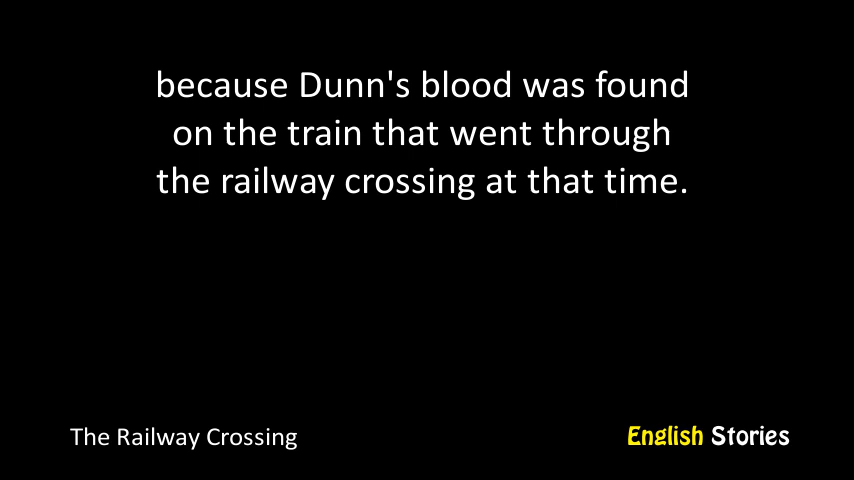 because Dunn's blood was found
on the train that went through
the railway crossing at that time.
The Railway Crossing
English Stories